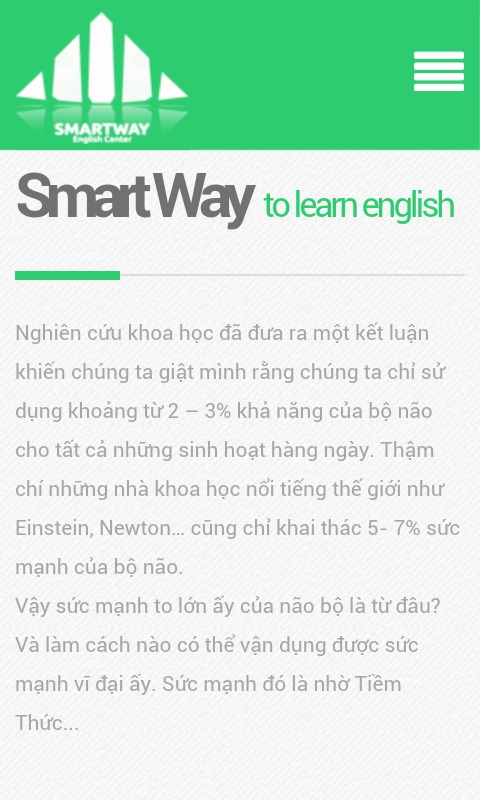 SMARTWAY
English Center
SmartWay to learn english
Nghiên cứu khoa học đã đưa ra một kết luận
khiến chúng ta giật mình rằng chúng ta chỉ sử
dụng khoảng từ 2 – 3% khả năng của bộ não
cho tất cả những sinh hoạt hàng ngày. Thậm
chí những nhà khoa học nổi tiếng thế giới như
Einstein, Newton... cũng chỉ khai thác 5- 7% sức
mạnh của bộ não.
Vậy sức mạnh to lớn ấy của não bộ là từ đâu?
Và làm cách nào có thể vận dụng được sức
mạnh vĩ đại ấy. Sức mạnh đó là nhờ Tiềm
Thức...